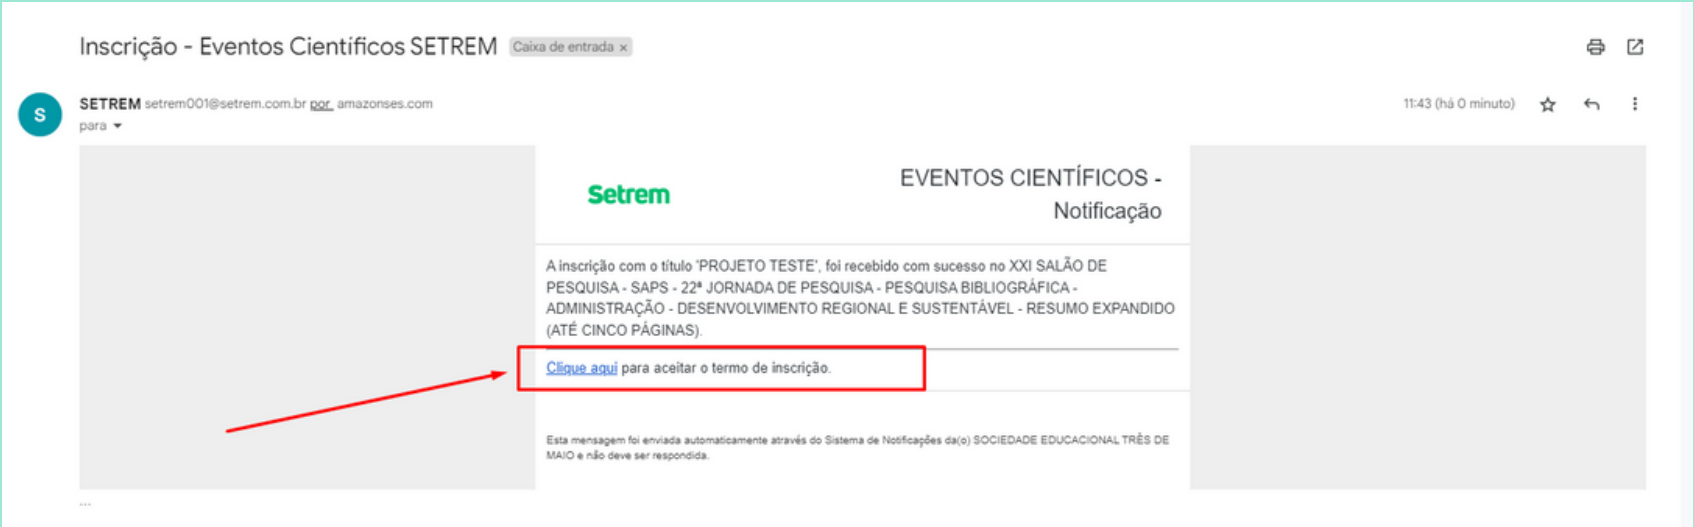 Inscrição - Eventos Científicos SETREM Caixa de entrada ×
SETREM setrem001@setrem.com.br por amazonses.com
11:43 (há 0 minuto)
S
para
Setrem
EVENTOS CIENTÍFICOS -
Notificação
A inscrição com o título 'PROJETO TESTE', foi recebido com sucesso no XXI SALÃO DE
PESQUISA - SAPS - 22ª JORNADA DE PESQUISA - PESQUISA BIBLIOGRÁFICA -
ADMINISTRAÇÃO - DESENVOLVIMENTO REGIONAL E SUSTENTÁVEL - RESUMO EXPANDIDO
(ATÉ CINCO PÁGINAS).
Clique aqui para aceitar o termo de inscrição.
Esta mensagem foi enviada automaticamente através do Sistema de Notificações da(o) SOCIEDADE EDUCACIONAL TRÊS DE
MAIO e não deve ser respondida.
...